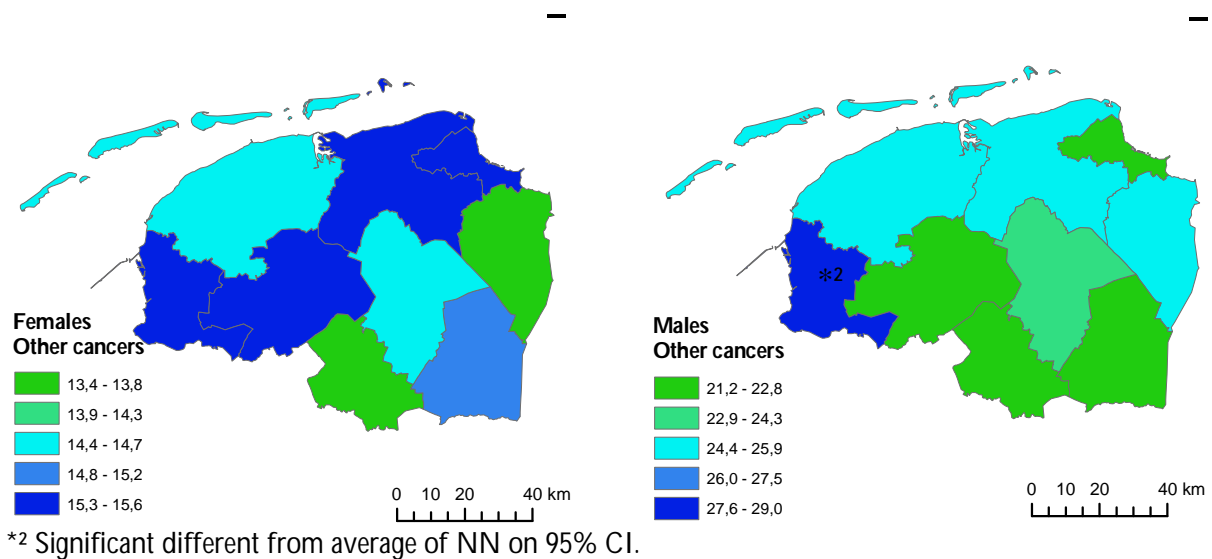 Females
Other cancers
13,4 - 13,8
13,9 - 14,3
14,4 - 14,7
14,8 - 15,2
15,3 - 15,6
0 10 20 40 km
*2
Males
Other cancers
21,2 - 22,8
22,9 - 24,3
24,4 - 25,9
26,0 - 27,5
27,6 - 29,0
0 10 20 40 km
*2 Significant different from average of NN on 95% CI.